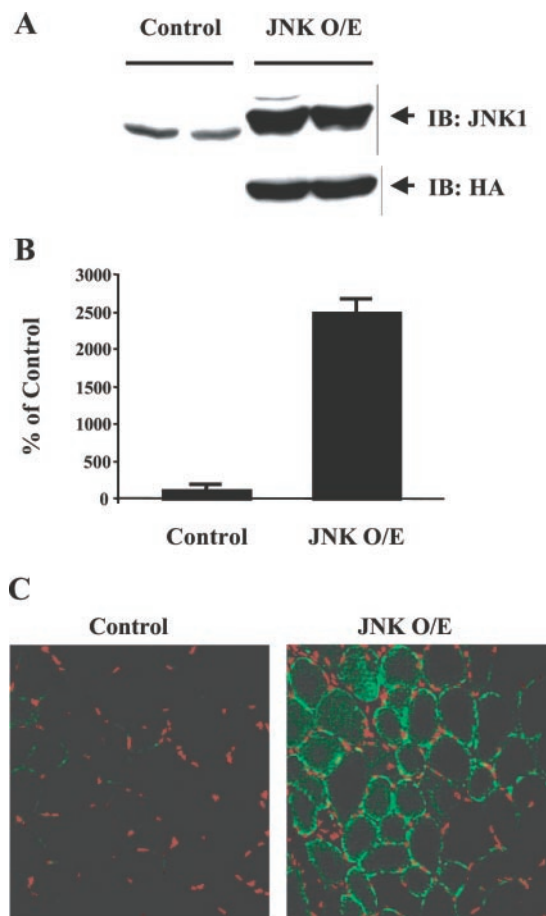 A
Control JNK O/E
IB: JNK1
IB: HA
B
3000
2500
2000
1500
1000
500
0
% of Control
Control JNK O/E
C
Control JNK O/E